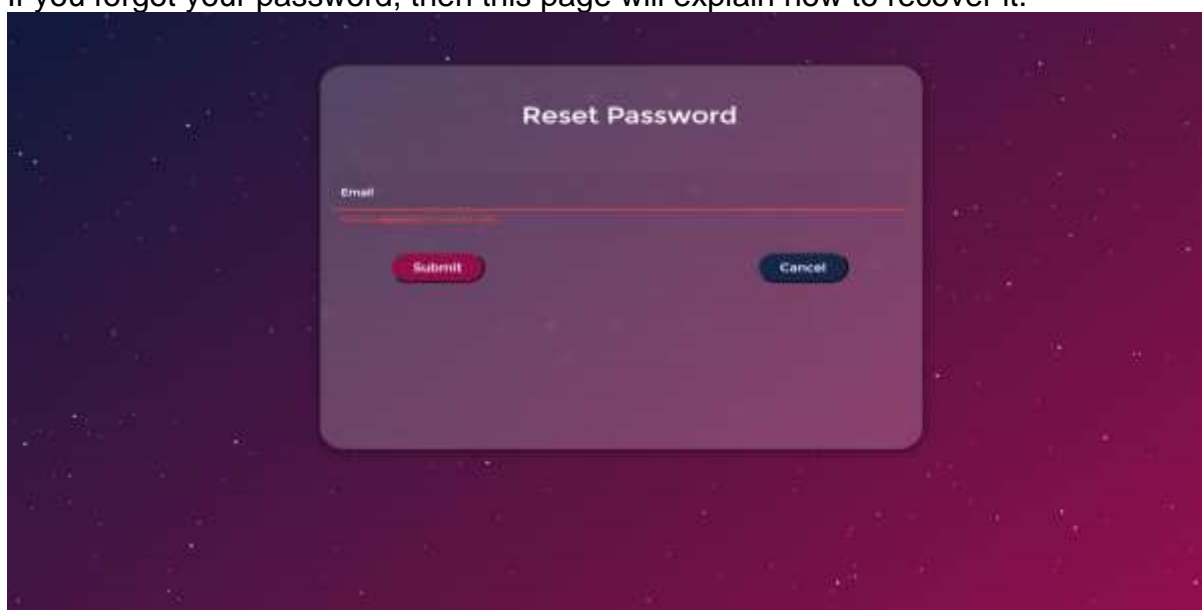 If you forgot your password, then this page will explain how to recover it.
Reset Password
Email
Submit
Cancel